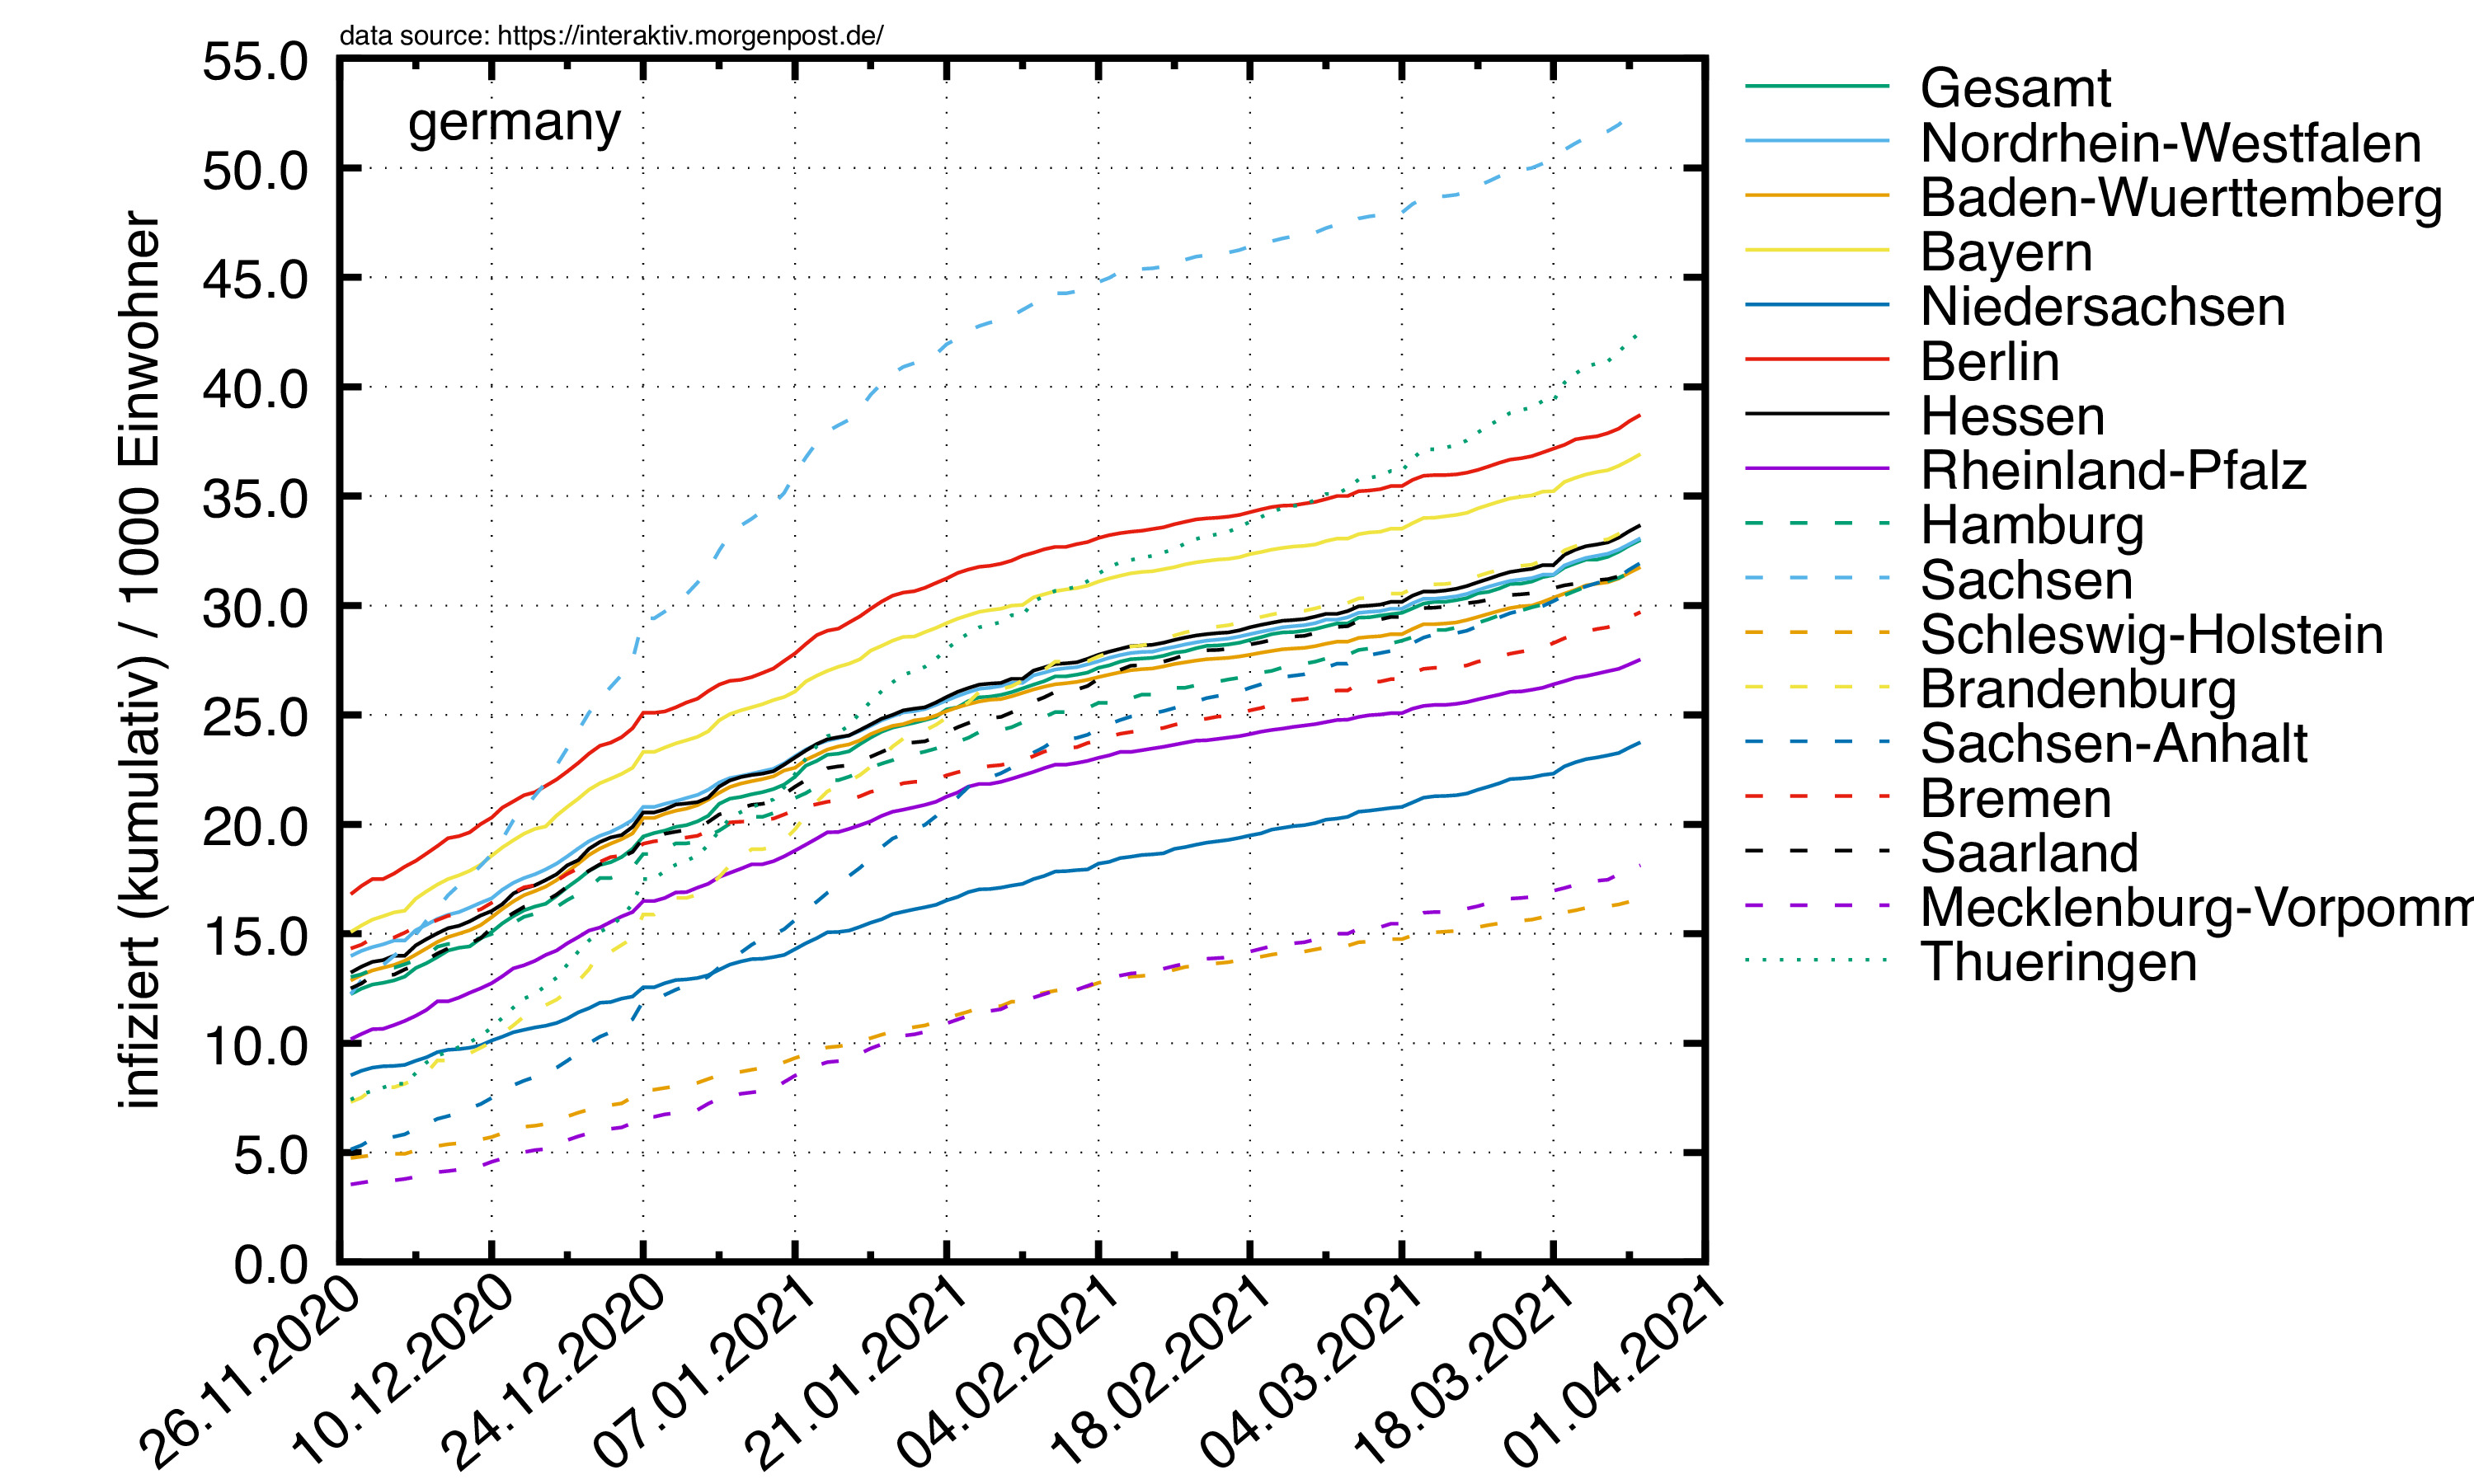 data source: https://interaktiv.morgenpost.de/
germany
infiziert (kumulativ) / 1000 Einwohner
55.0
50.0
45.0
40.0
35.0
30.0
25.0
20.0
15.0
10.0
5.0
0.0
26.11.2020
10.12.2020
24.12.2020
07.01.2021
21.01.2021
04.02.2021
18.02.2021
04.03.2021
18.03.2021
01.04.2021
Gesamt
Nordrhein-Westfalen
Baden-Wuerttemberg
Bayern
Niedersachsen
Berlin
Hessen
Rheinland-Pfalz
Hamburg
Sachsen
Schleswig-Holstein
Brandenburg
Sachsen-Anhalt
Bremen
Saarland
Mecklenburg-Vorpomm
Thueringen